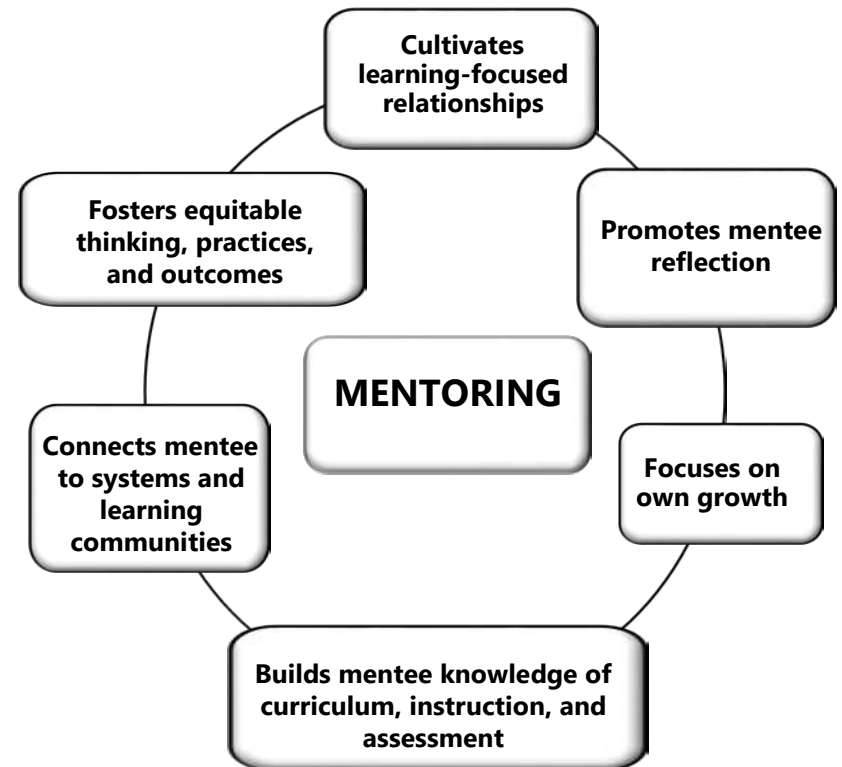 Cultivates
learning-focused
relationships
Promotes mentee
reflection
Focuses on
own growth
Builds mentee knowledge of
curriculum, instruction, and
assessment
Connects mentee
to systems and
learning
communities
Fosters equitable
thinking, practices,
and outcomes
MENTORING